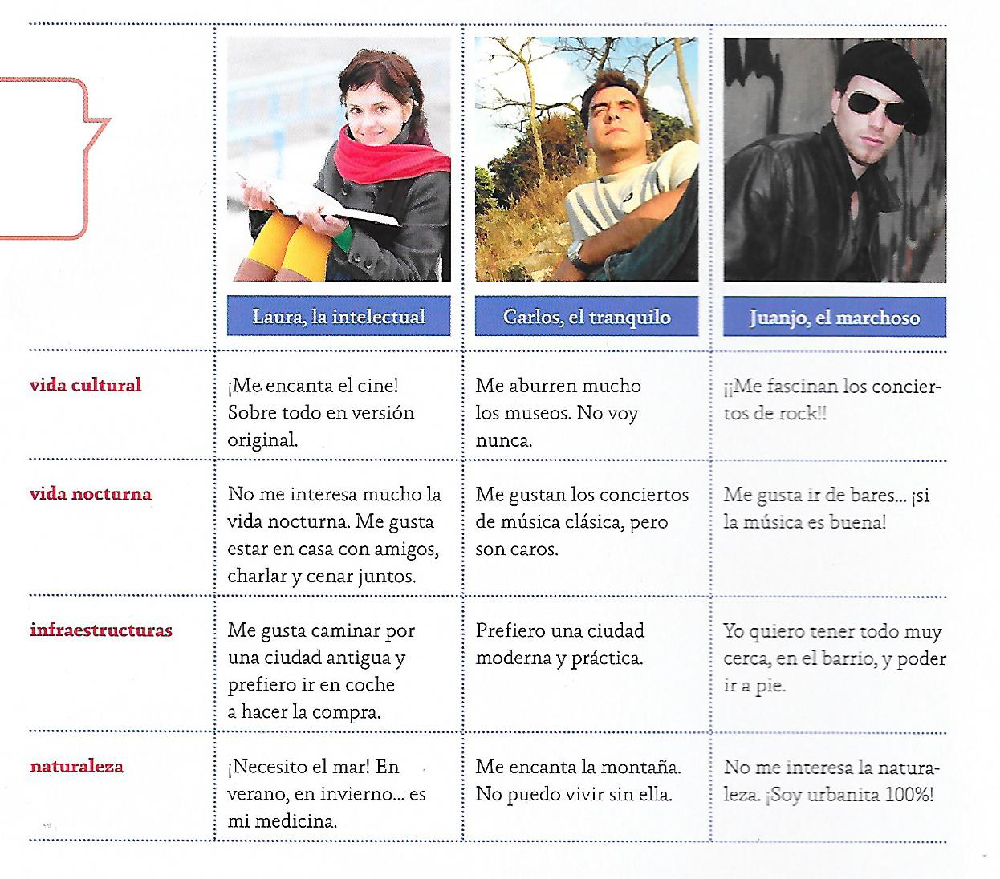 Laura, la intelectual
Carlos, el tranquilo
Juanjo, el marchoso
vida cultural
¡Me encanta el cine!
Sobre todo en versión
original.
Me aburren mucho
los museos. No voy
nunca.
¡¡Me fascinan los concier-
tos de rock!!
vida nocturna
No me interesa mucho la
vida nocturna. Me gusta
estar en casa con amigos,
charlar y cenar juntos.
Me gustan los conciertos
de música clásica, pero
son caros.
Me gusta ir de bares... ¡si
la música es buena!
infraestructuras
Me gusta caminar por
una ciudad antigua y
prefiero ir en coche
a hacer la compra.
Prefiero una ciudad
moderna y práctica.
Yo quiero tener todo muy
cerca, en el barrio, y poder
ir a pie.
naturaleza
¡Necesito el mar! En
verano, en invierno... es
mi medicina.
Me encanta la montaña.
No puedo vivir sin ella.
No me interesa la natura-
leza. ¡Soy urbanita 100%!